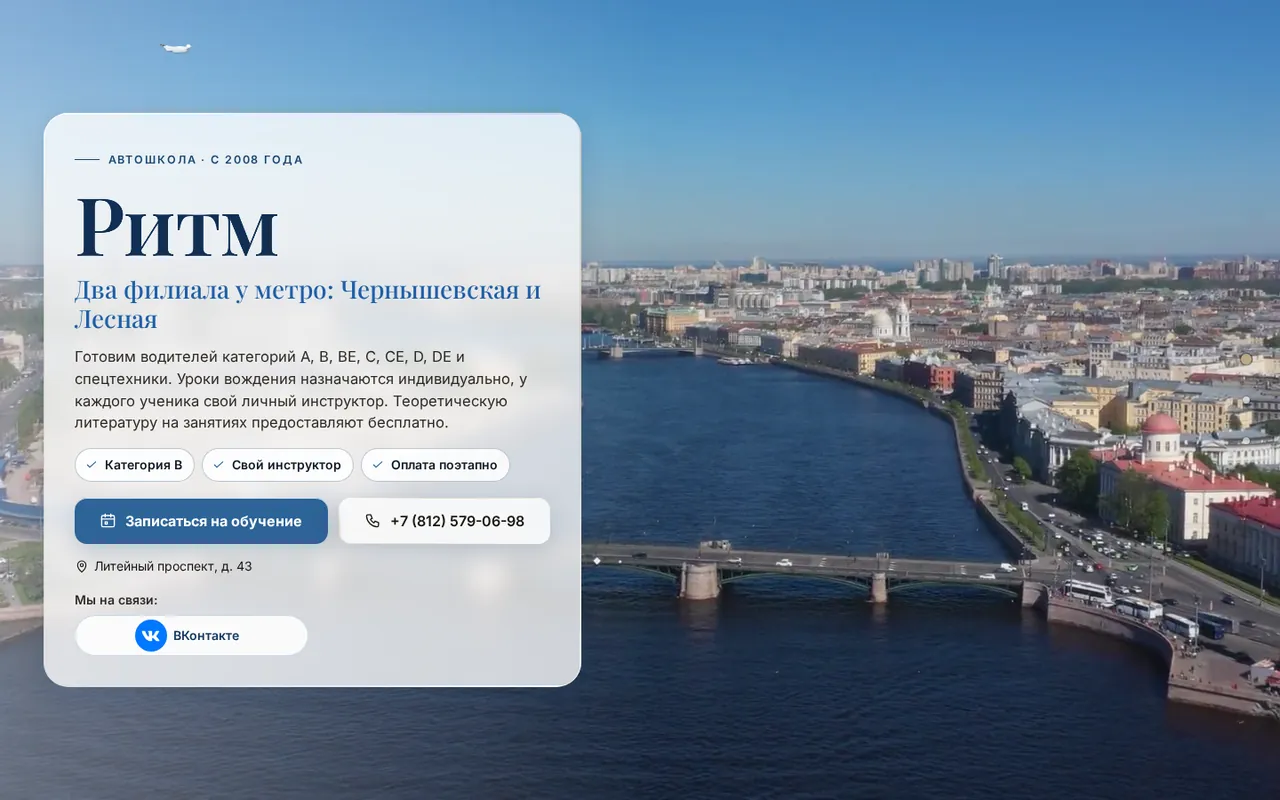 АВТОШКОЛА · С 2008 ГОДА
Ритм
Два филиала у метро: Чернышевская и
Лесная
Готовим водителей категорий A, B, BE, C, CE, D, DE и
спецтехники. Уроки вождения назначаются индивидуально, у
каждого ученика свой личный инструктор. Теоретическую
литературу на занятиях предоставляют бесплатно.
Категория B
Свой инструктор
Оплата поэтапно
Записаться на обучение
+7 (812) 579-06-98
Литейный проспект, д. 43
Мы на связи:
ВКонтакте